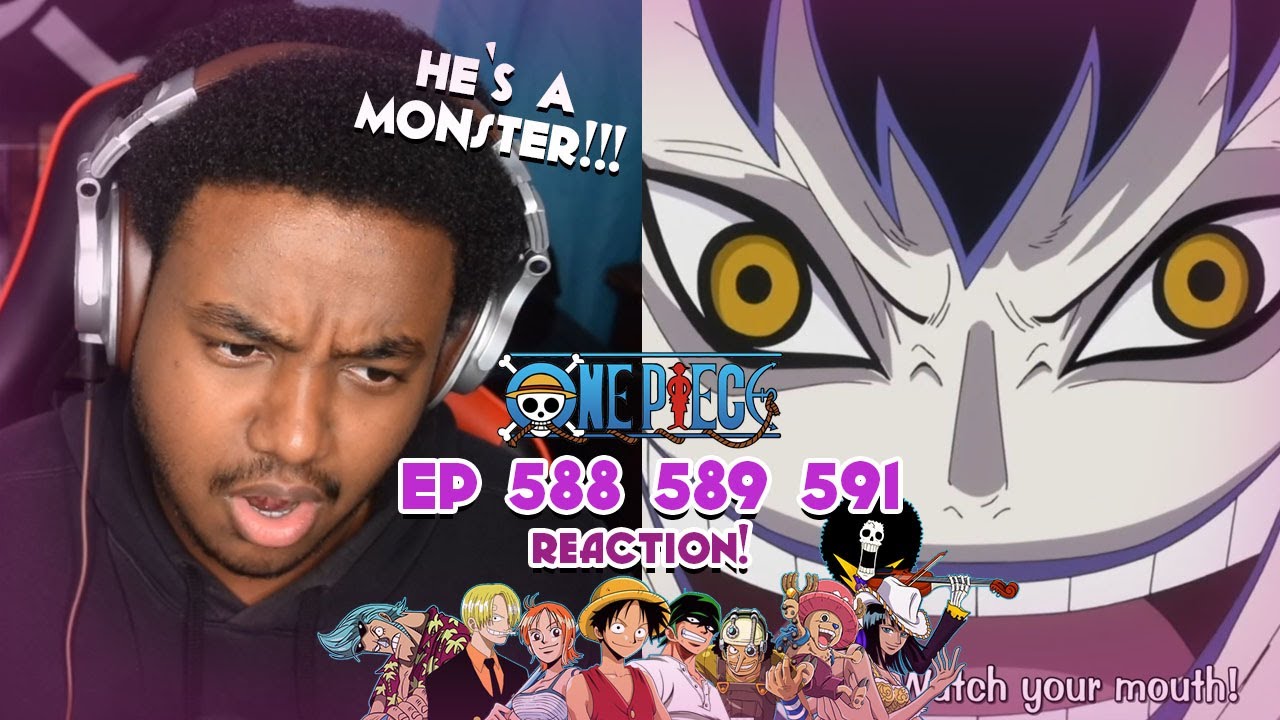 HE'S A
MONSTER!!!
ONE PIECE
EP 588 589 591
REACTION!
Watch your mouth!